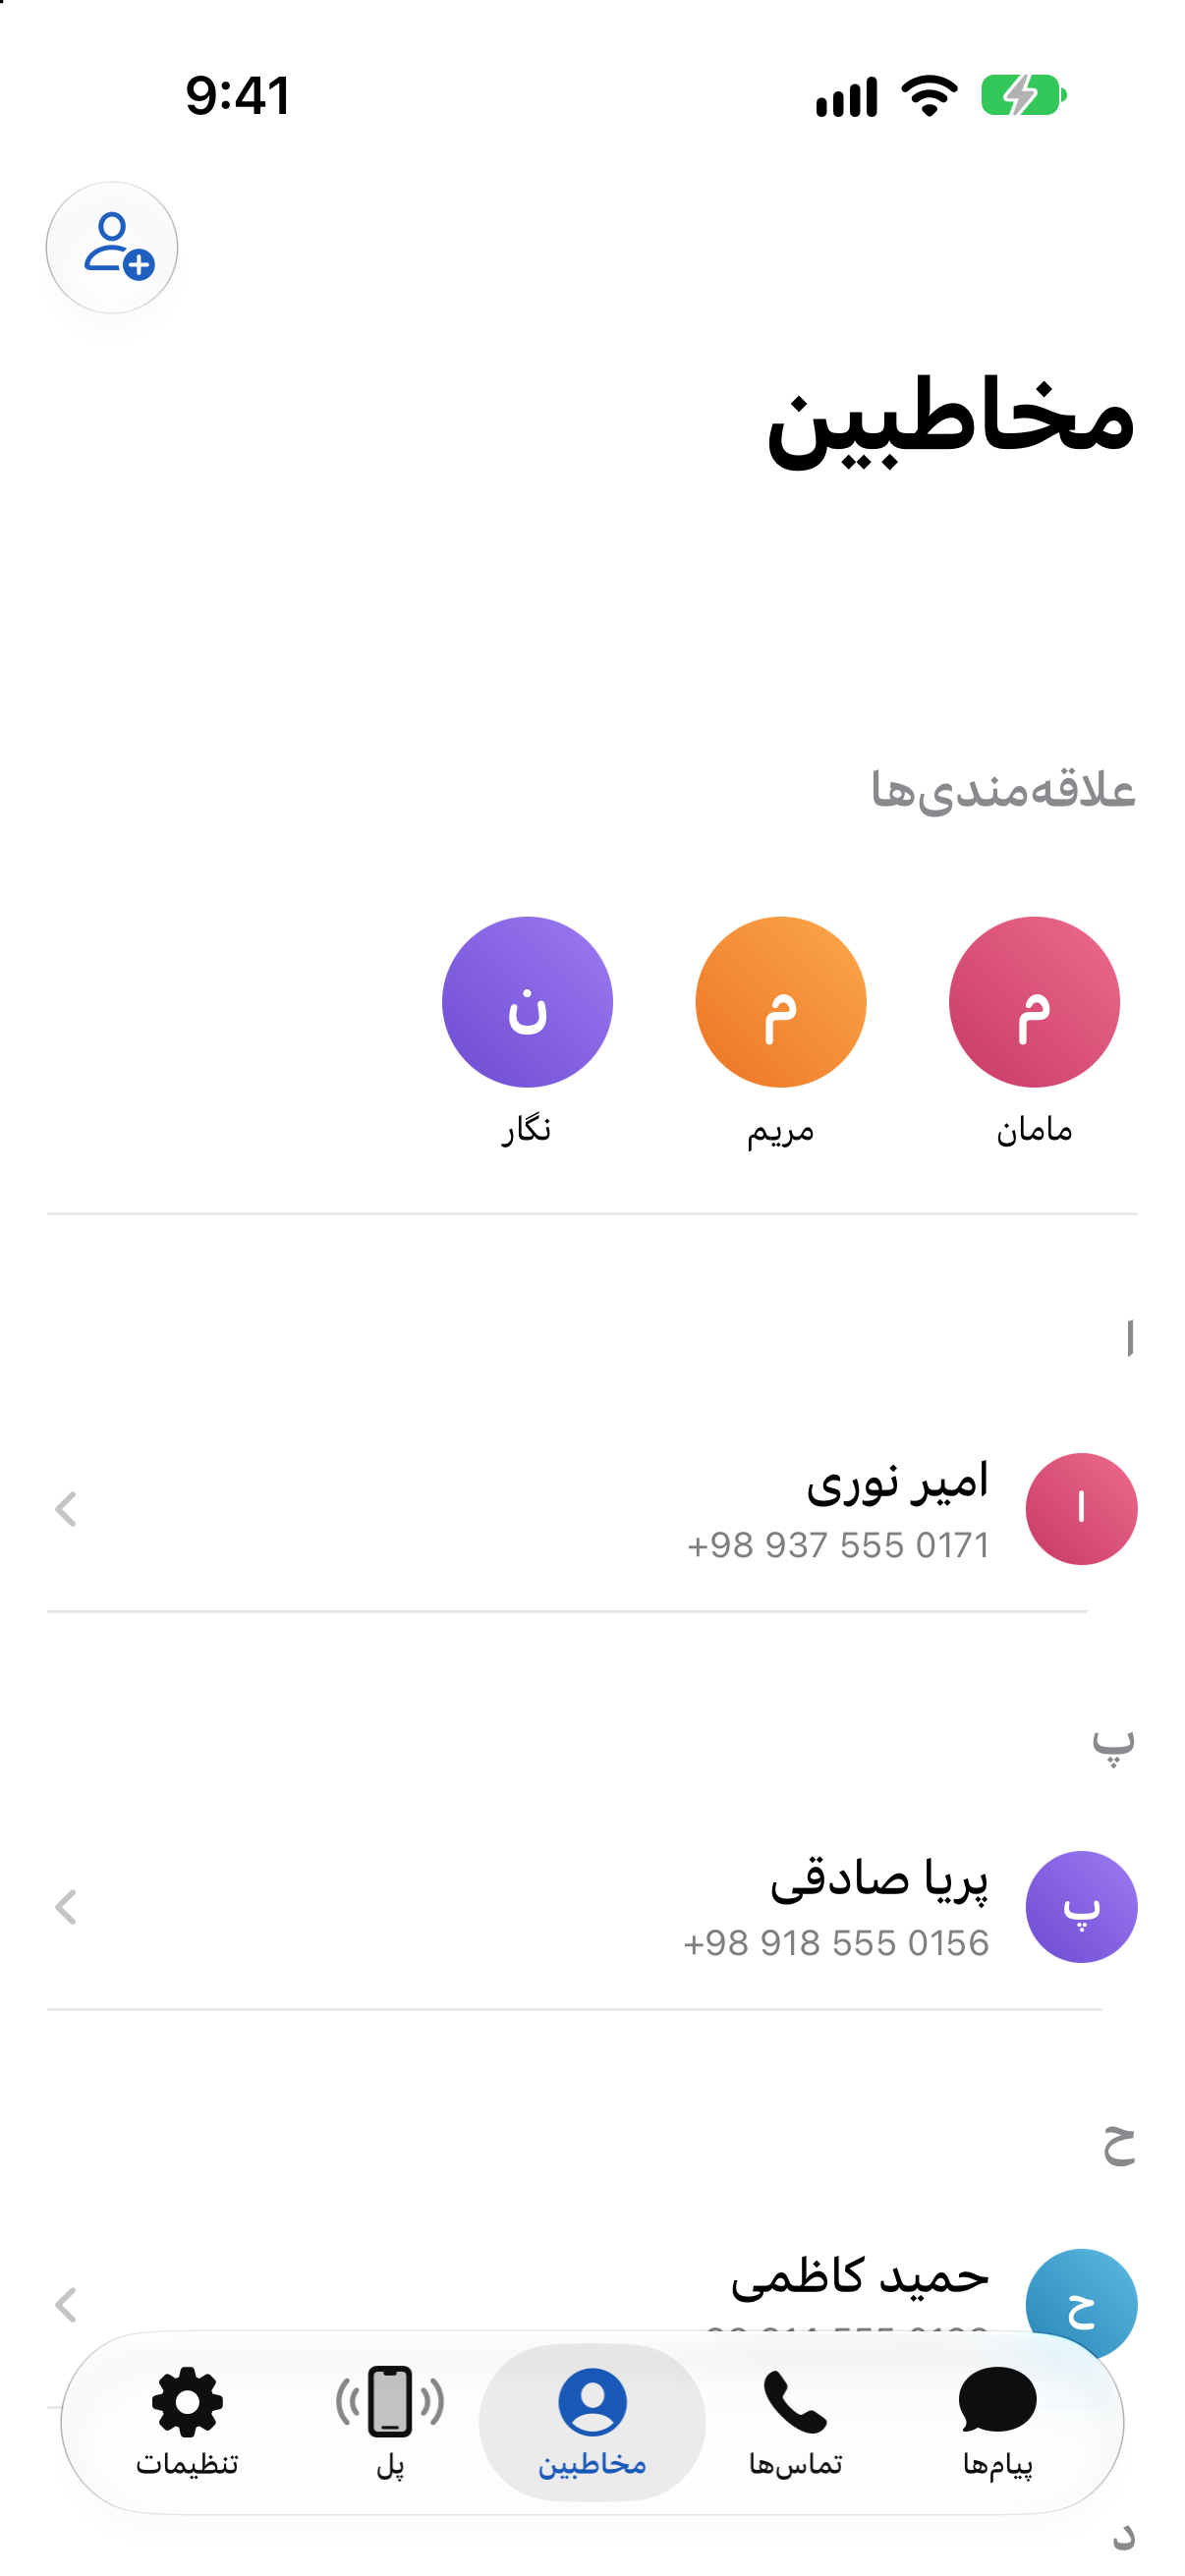 9:41
مخاطبین
علاقه‌مندی‌ها
م
م
ن
مامان
مریم
نگار
ا
ا
امیر نوری
+98 937 555 0171
پ
پ
پریا صادقی
+98 918 555 0156
ح
ح
حمید کاظمی
پیام‌ها
تماس‌ها
مخاطبین
پل
تنظیمات
د